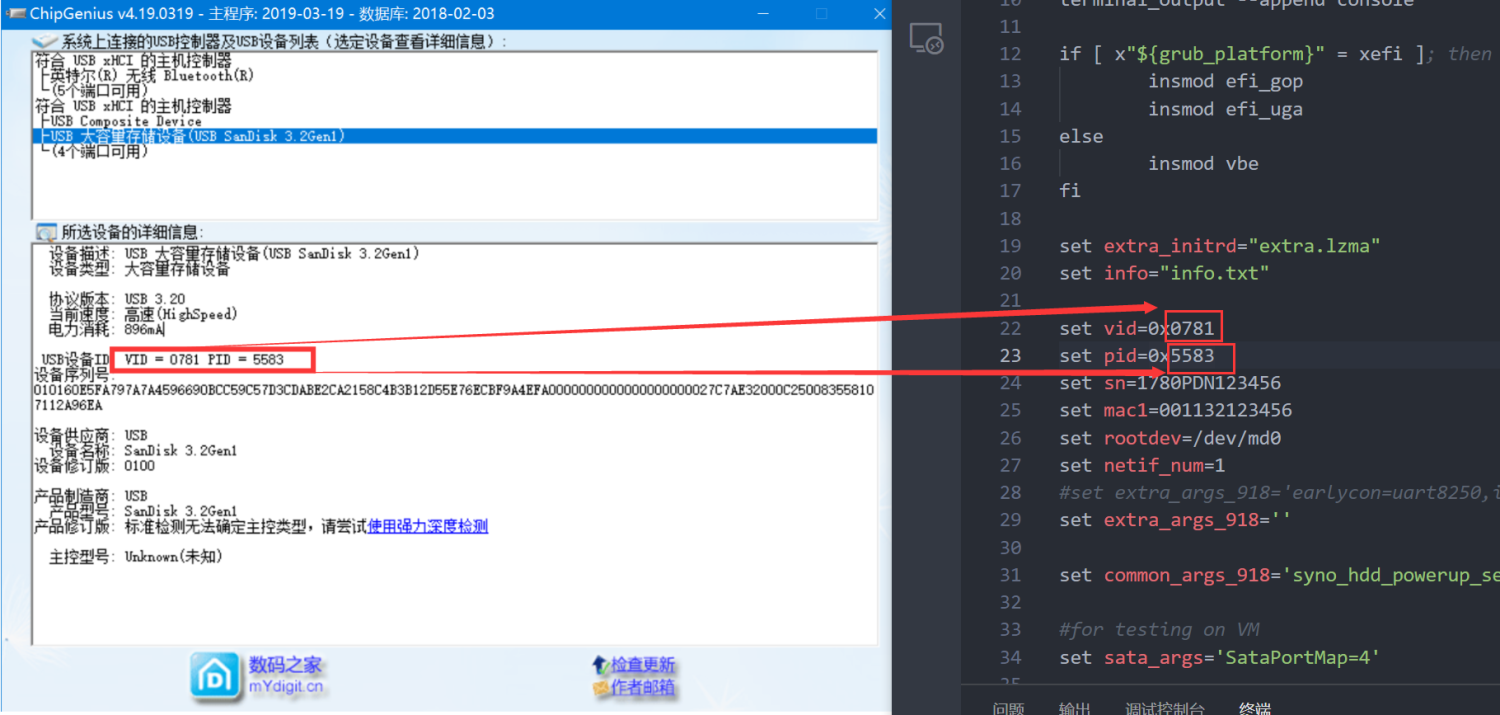 ChipGenius v4.19.0319 - 主程序: 2019-03-19 - 数据库: 2018-02-03
系统上连接的USB控制器及USB设备列表（选定设备查看详细信息）:
符合 USB xHCI 的主机控制器
├英特尔(R) 无线 Bluetooth(R)
└(5个端口可用)
符合 USB xHCI 的主机控制器
├USB Composite Device
├USB 大容量存储设备(USB SanDisk 3.2Gen1)
└(4个端口可用)
所选设备的详细信息:
设备描述: USB 大容量存储设备(USB SanDisk 3.2Gen1)
设备类型: 大容量存储设备
协议版本: USB 3.20
当前速度: 高速(HighSpeed)
电力消耗: 896mA
USB设备ID VID = 0781 PID = 5583
设备序列号
010160E5FA797A7A4596690BCC59C57D3CDABE2CA2158C4B3B12D55E76ECBF9A4EFA00000000000000000000027C7AE32000C250083558107112A96EA
设备供应商: USB
设备名称: SanDisk 3.2Gen1
设备修订版: 0100
产品制造商: USB
产品型号: SanDisk 3.2Gen1
产品修订版: 标准检测无法确定主控类型，请尝试使用强力深度检测
主控型号: Unknown(未知)
数码之家
mYdigit.cn
检查更新
作者邮箱
10 terminal_output --append console
11
12 if [ x"${grub_platform}" = xefi ]; then
13 insmod efi_gop
14 insmod efi_uga
15 else
16 insmod vbe
17 fi
18
19 set extra_initrd="extra.lzma"
20 set info="info.txt"
21
22 set vid=0x0781
23 set pid=0x5583
24 set sn=1780PDN123456
25 set mac1=001132123456
26 set rootdev=/dev/md0
27 set netif_num=1
28 #set extra_args_918='earlycon=uart8250,i
29 set extra_args_918=''
30
31 set common_args_918='syno_hdd_powerup_se
32
33 #for testing on VM
34 set sata_args='SataPortMap=4'
35
问题 输出 调试控制台 终端